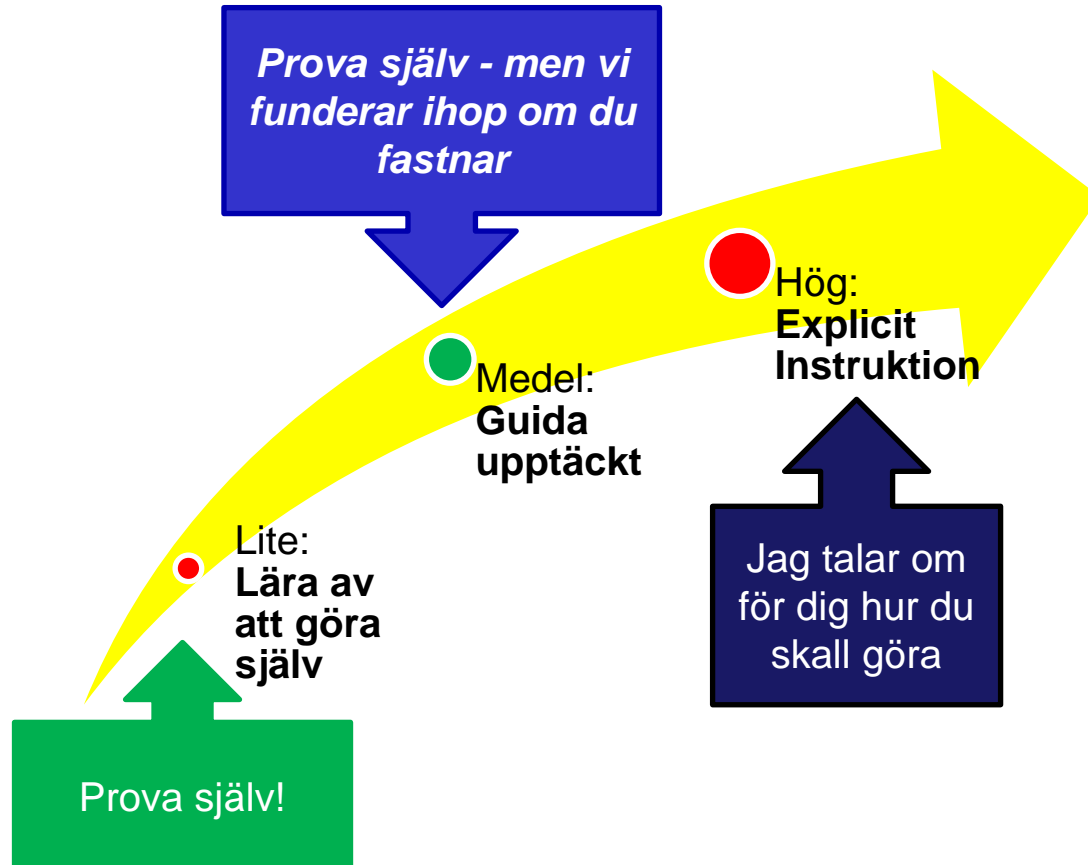 Prova själv - men vi
funderar ihop om du
fastnar
Hög:
Explicit
Instruktion
Medel:
Guida
upptäckt
Lite:
Lära av
att göra
själv
Jag talar om
för dig hur du
skall göra
Prova själv!